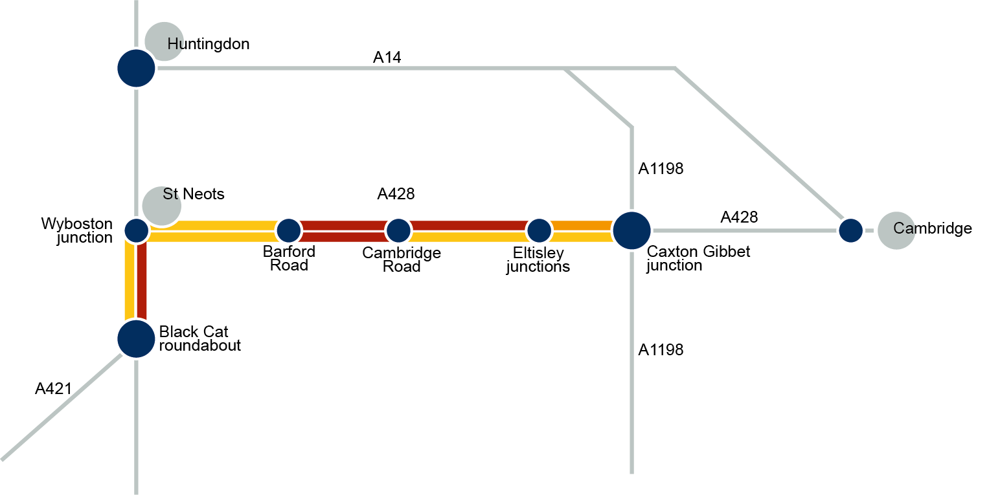 Huntingdon
A14
A1198
St Neots
A428
Wyboston
junction
A428
Cambridge
Barford
Road
Cambridge
Road
Eltisley
junctions
Caxton Gibbet
junction
Black Cat
roundabout
A1198
A421